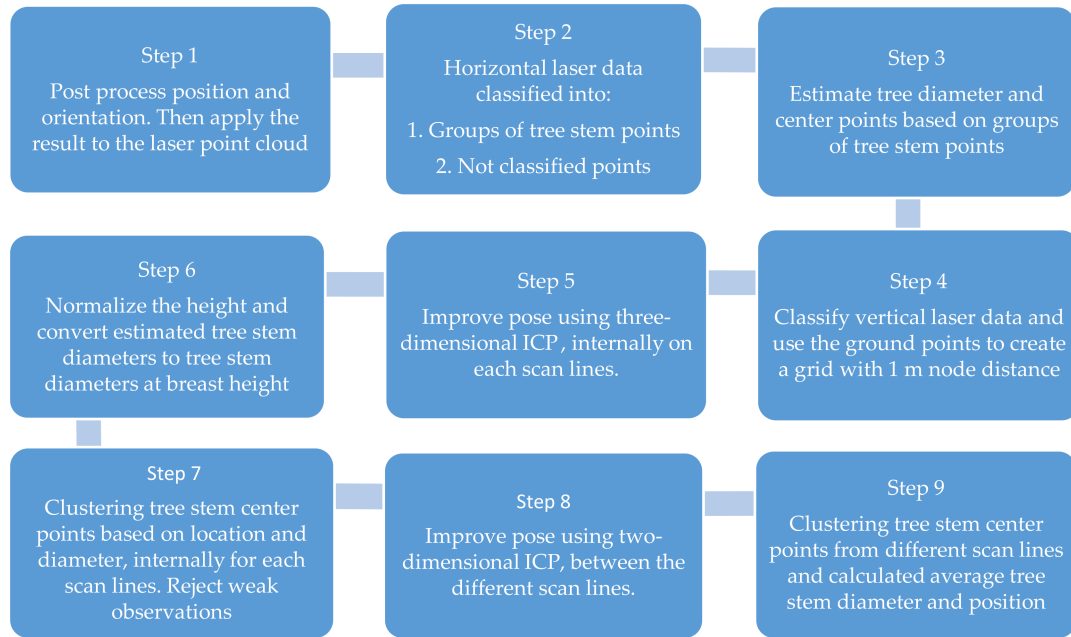 Step 1
Post process position and
orientation. Then apply the
result to the laser point cloud
Step 2
Horizontal laser data
classified into:
1. Groups of tree stem points
2. Not classified points
Step 3
Estimate tree diameter and
center points based on groups
of tree stem points
Step 4
Classify vertical laser data and
use the ground points to create
a grid with 1 m node distance
Step 5
Improve pose using three-
dimensional ICP, internally on
each scan lines.
Step 6
Normalize the height and
convert estimated tree stem
diameters to tree stem
diameters at breast height
Step 7
Clustering tree stem center
points based on location and
diameter, internally for each
scan lines. Reject weak
observations
Step 8
Improve pose using two-
dimensional ICP, between the
different scan lines.
Step 9
Clustering tree stem center
points from different scan lines
and calculated average tree
stem diameter and position